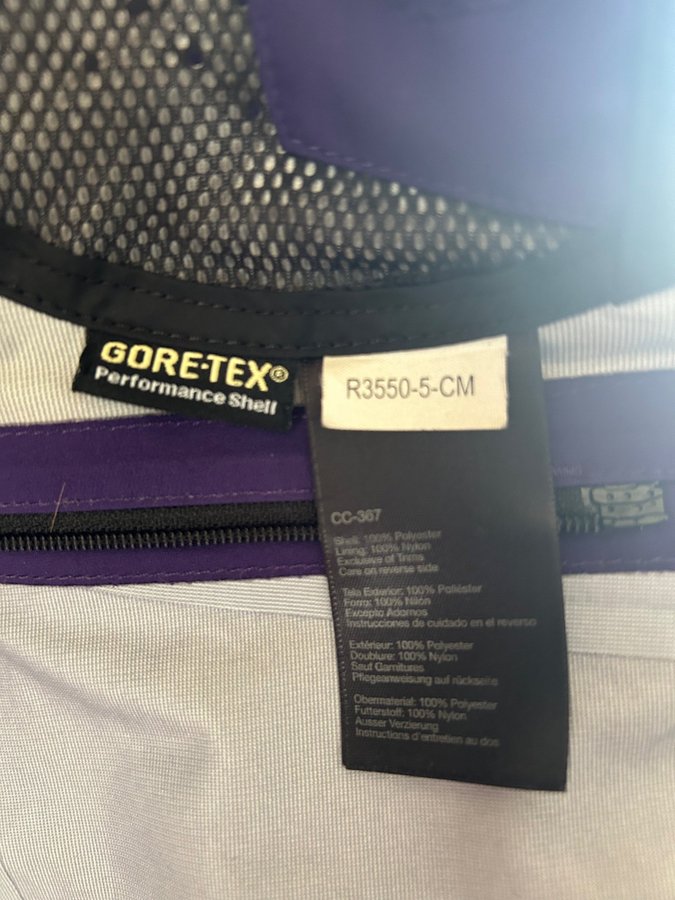 GORE-TEX®
Performance Shell
R3550-5-CM
CC-367
Shell: 100% Polyester
Lining: 100% Nylon
Exclusive of Trims
Care on reverse side
Tela Exterior: 100% Poliéster
Forro: 100% Nilón
Excepto Adornos
Instrucciones de cuidado en el reverso
Extérieur: 100% Polyester
Doublure: 100% Nylon
Sauf Garnitures
Pflegeanweisung auf rückseite
Obermaterial: 100% Polyester
Futterstoff: 100% Nylon
Ausser Verzierung
Instructions d'entretien au dos